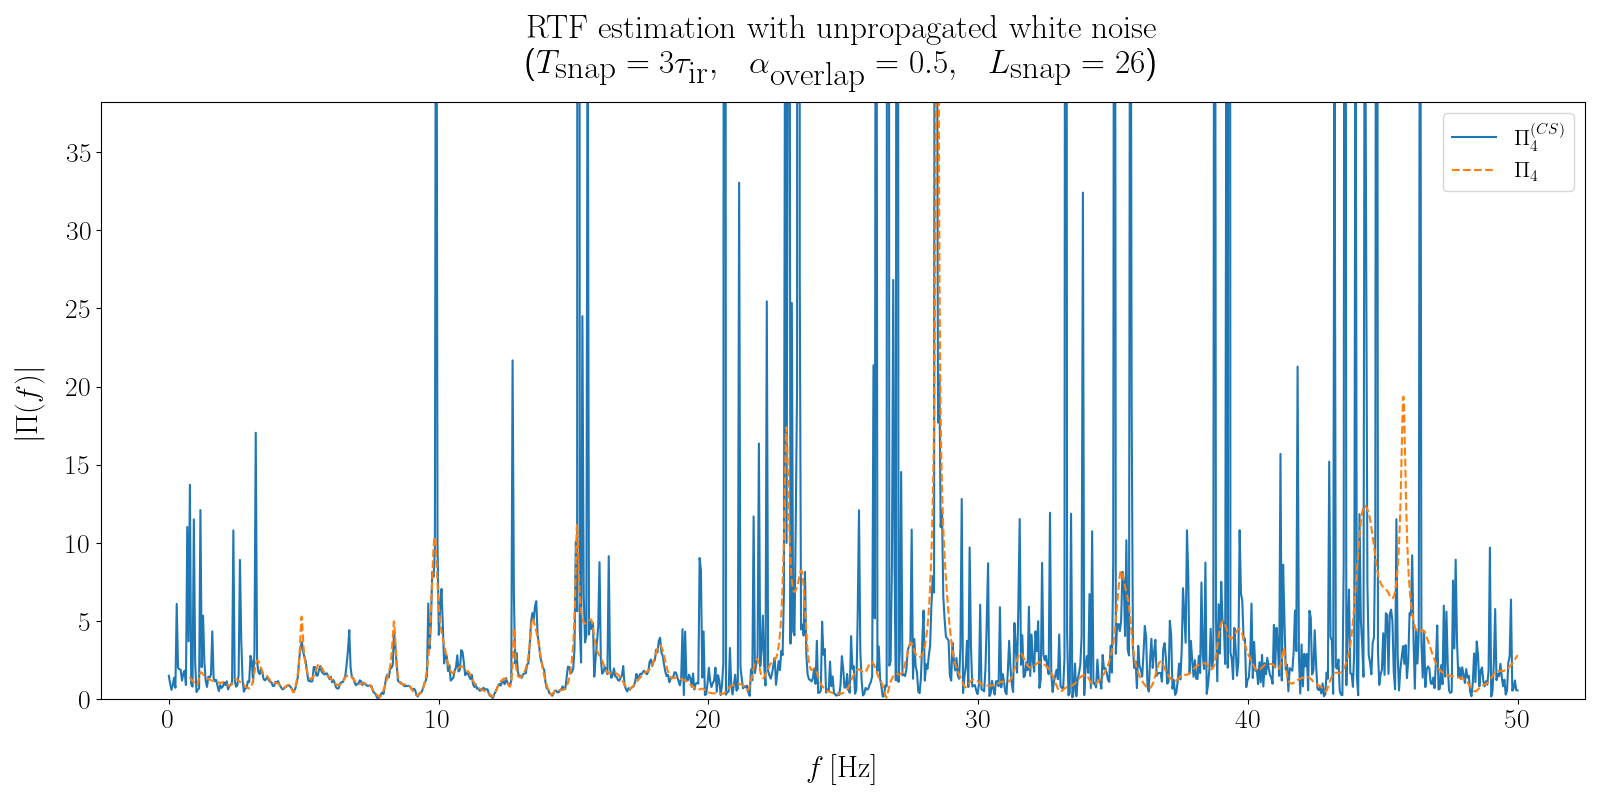 RTF estimation with unpropagated white noise
(T_snap = 3τ_ir, α_overlap = 0.5, L_snap = 26)
35
30
25
20
15
10
5
0
|Π(f)|
Π_4^(CS)
Π_4
0 10 20 30 40 50
f [Hz]